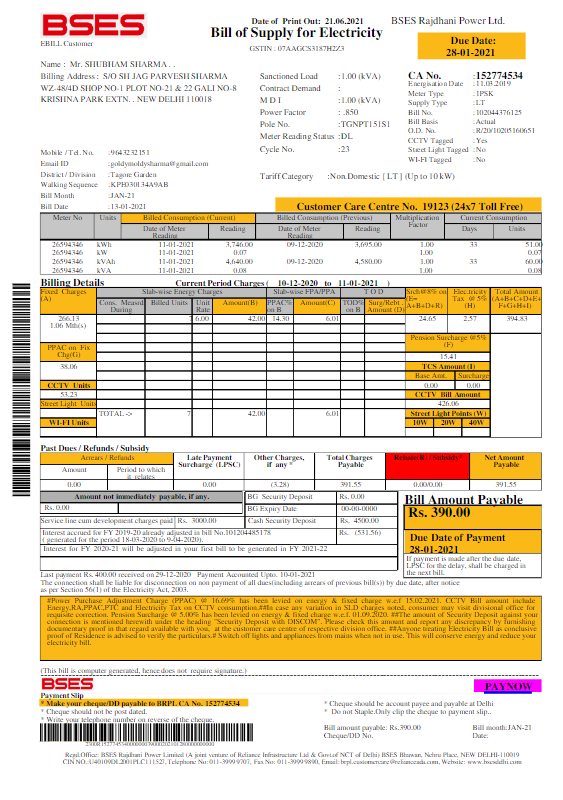 BSES
EBILL Customer
Date of Print Out: 21.06.2021
Bill of Supply for Electricity
GSTIN : 07AAGCS3187H2Z3
BSES Rajdhani Power Ltd.
Due Date:
28-01-2021
Name : Mr. SHUBHAM SHARMA . .
Billing Address : S/O SH JAG PARVESH SHARMA
WZ-48/4D SHOP NO-1 PLOT NO-21 & 22 GALI NO-8
KRISHNA PARK EXTN. . NEW DELHI 110018
Mobile / Tel. No. :9643232151
Email ID :goldymoldysharma@gmail.com
District / Division :Tagore Garden
Walking Sequence :KPE030134A9AB
Bill Month :JAN-21
Bill Date :13-01-2021
Sanctioned Load :1.00 (kVA)
Contract Demand :
M D I :1.00 (kVA)
Power Factor :.850
Pole No. :TGNPT151S1
Meter Reading Status :DL
Cycle No. :23
Tariff Category :Non.Domestic [ LT ] (Up to 10 kW)
CA No. :152774534
Energisation Date :11.03.2019
Meter Type :1PSK
Supply Type :LT
Bill No. :102044376125
Bill Basis :Actual
O.D. No. :R/20/10205160651
CCTV Tagged :Yes
Street Light Tagged :No
WI-FI Tagged :No
Customer Care Centre No. 19123 (24x7 Toll Free)
Meter No Units Billed Consumption (Current) Billed Consumption (Previous) Multiplication Factor Current Consumption
Date of Meter Reading Reading Date of Meter Reading Reading Days Units
26594346 kWh 11-01-2021 3,746.00 09-12-2020 3,695.00 1.00 33 51.00
26594346 kW 11-01-2021 0.07 1.00 0.07
26594346 kVAh 11-01-2021 4,640.00 09-12-2020 4,580.00 1.00 33 60.00
26594346 kVA 11-01-2021 0.08 1.00 0.08
Billing Details Current Period Charges ( 10-12-2020 to 11-01-2021 )
Fixed Charges (A) Slab-wise Energy Charges Slab-wise FPA/PPA T O D Srch@8% on (E= A+B+D+R) Electricity Tax @ 5% (H) Total Amount (A+B+C+D+E+ F+G+H+I)
Cons. Measd During Billed Units Unit Rate Amount(B) PPAC% on B Amount(C) TOD% on B Surg/Rebt. Amount (D)
266.13 6.00 42.00 14.30 6.01 24.65 2.57 394.83
1.06 Mth(s)
Pension Surcharge @5% (F)
15.41
PPAC on Fix. Chg(G)
38.06
TCS Amount (I)
Base Amt. Surcharge
0.00 0.00
CCTV Units
53.23
CCTV Bill Amount
426.06
Street Light Units
TOTAL -> 7 42.00 6.01
Street Light Points (W)
WI-FI Units
10W 20W 40W
Past Dues / Refunds / Subsidy
Arrears / Refunds Late Payment Surcharge (LPSC) Other Charges, if any * Total Charges Payable Rebate R) / Subsidy* Net Amount Payable
Amount Period to which it relates
0.00 0.00 (3.28) 391.55 0.00/0.00 391.55
Amount not immediately payable, if any.
Rs. 0.00
BG Security Deposit Rs. 0.00
BG Expiry Date 00-00-0000
Service line cum development charges paid Rs. 3000.00 Cash Security Deposit Rs. 4500.00
Interest accrued for FY 2019-20 already adjusted in bill No.101204485178 Rs. (531.56)
( generated for the period 18-03-2020 to 9-04-2020).
Interest for FY 2020-21 will be adjusted in your first bill to be generated in FY 2021-22
Bill Amount Payable
Rs. 390.00
Due Date of Payment
28-01-2021
If payment is made after the due date,
LPSC for the delay, shall be charged in
the next bill.
Last payment Rs. 400.00 received on 29-12-2020 Payment Accounted Upto. 10-01-2021
The connection shall be liable for disconnection on non payment of all dues(including arrears of previous bill(s) by due date, after notice
as per Section 56(1) of the Electricity Act, 2003.
#Power Purchase Adjustment Charge (PPAC) @ 16.69% has been levied on energy & fixed charge w.e.f 15.02.2021. CCTV Bill amount include
Energy,RA,PPAC,PTC and Electricity Tax on CCTV consumption.##In case any variation in SLD charges noted, consumer may visit divisional office for
requisite correction. Pension Surcharge @ 5.00% has been levied on energy & fixed charge w.e.f. 01.09.2020. ##The amount of Security Deposit against your
connection is mentioned herewith under the heading "Security Deposit with DISCOM". Please check this amount and report any discrepancy by furnishing
documentary proof in that regard available with you, at the customer care centre of respective division office. ##Anyone treating Electricity Bill as conclusive
proof of Residence is advised to verify the particulars.# Switch off lights and appliances from mains when not in use. This will conserve energy and reduce your
electricity bill.
(This bill is computer generated, hence does not require signature.)
BSES
Payment Slip
PAYNOW
* Make your cheque/DD payable to BRPL CA No. 152774534
* Cheque should not be post dated.
* Write your telephone number on reverse of the cheque.
* Cheque should be account payee and payable at Delhi
* Do not Staple.Only clip the cheque to payment slip..
Bill amount payable: Rs.390.00 Bill month:JAN-21
Cheque/DD No. Date:
Regd.Office: BSES Rajdhani Power Limited (A joint venture of Reliance Infrastructure Ltd & Govt.of NCT of Delhi) BSES Bhawan, Nehru Place, NEW DELHI-110019
CIN NO.:U40109DL2001PLC111527, Telephone No: 011-3999 9707, Fax No: 011-3999 9890, Email: brpl.customercare@relianceada.com, Website: www.bsesdelhi.com